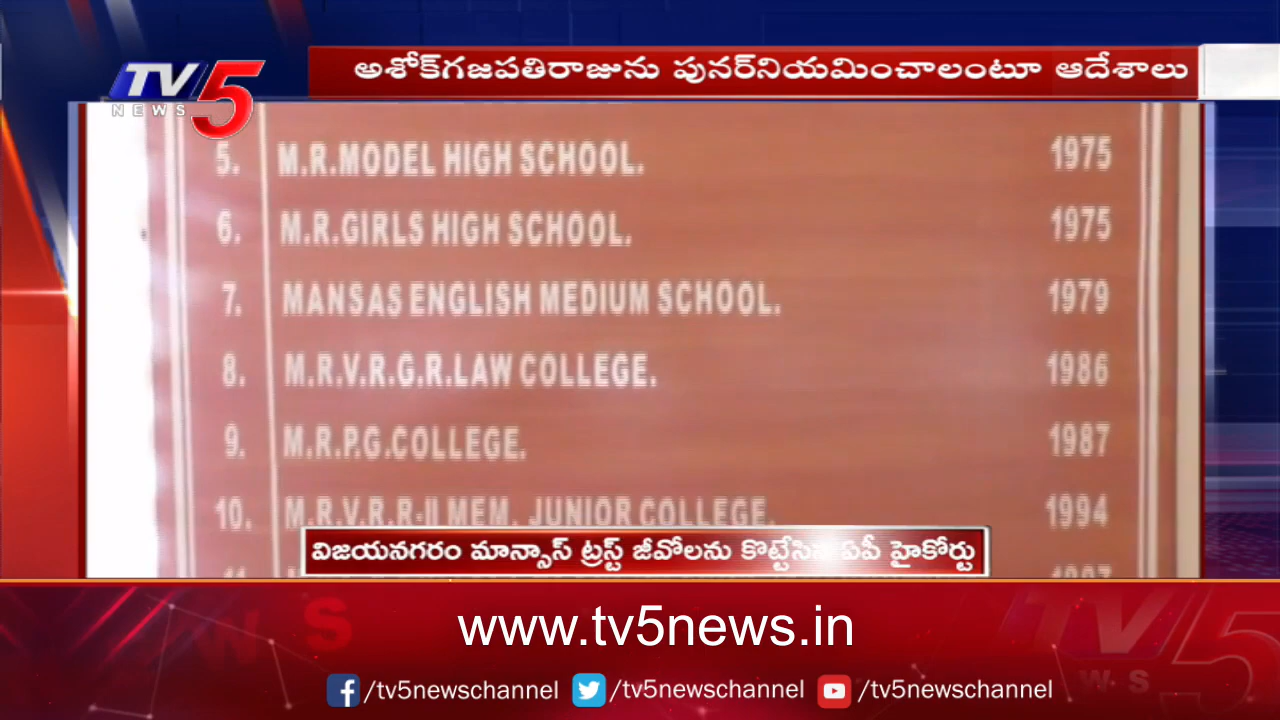 TV5
NEWS
అశోక్‌గజపతిరాజును పునర్‌నియమించాలంటూ ఆదేశాలు
5. M.R.MODEL HIGH SCHOOL. 1975
6. M.R.GIRLS HIGH SCHOOL. 1975
7. MANSAS ENGLISH MEDIUM SCHOOL. 1979
8. M.R.V.R.G.R.LAW COLLEGE. 1986
9. M.R.P.G.COLLEGE. 1987
10. M.R.V.R.R-II MEM. JUNIOR COLLEGE. 1994
విజయనగరం మాన్సాస్ ట్రస్ట్ జీవోలను కొట్టేసిన ఏపీ హైకోర్టు
www.tv5news.in
/tv5newschannel /tv5newschannel /tv5newschannel